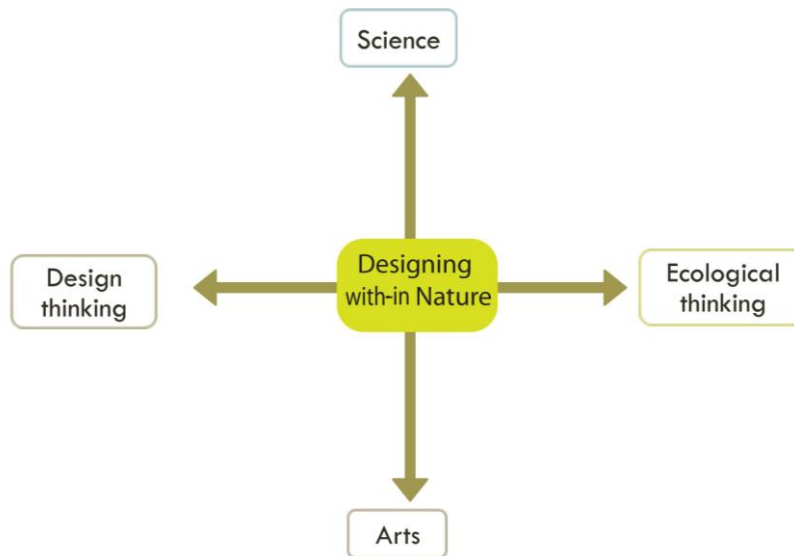 Science
Design
thinking
Designing
with-in Nature
Ecological
thinking
Arts